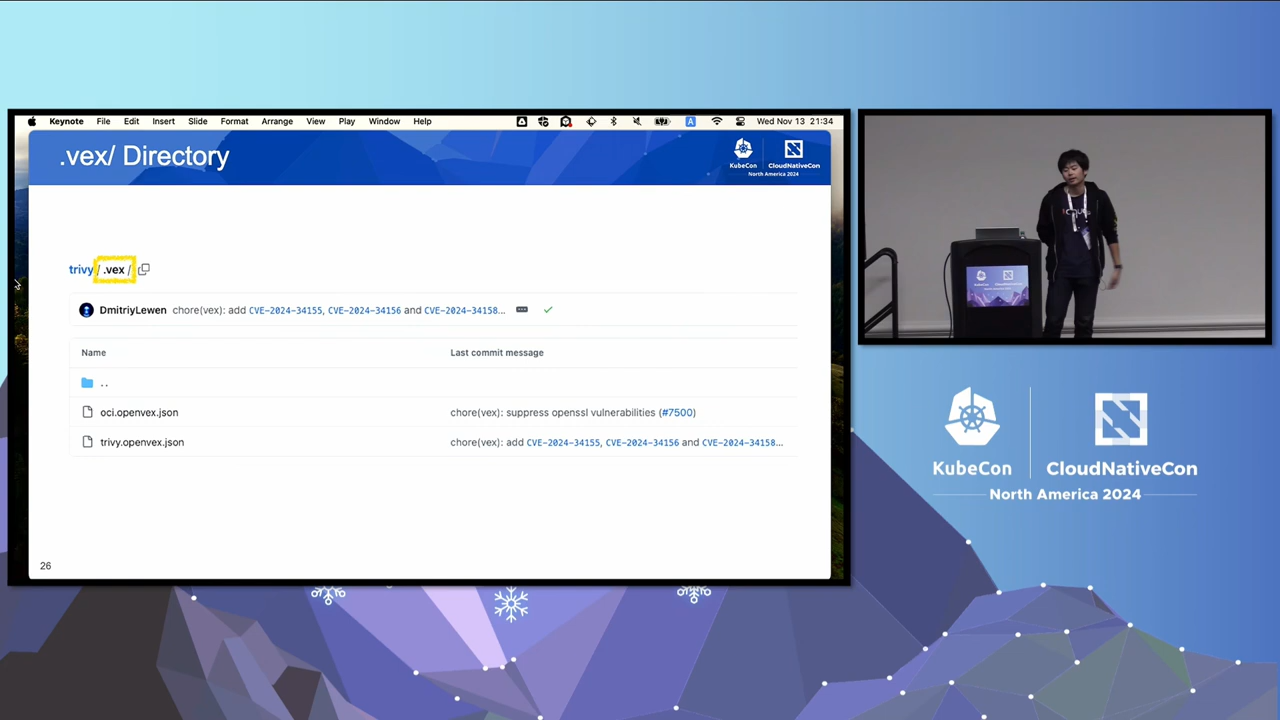 Keynote File Edit Insert Slide Format Arrange View Play Window Help A Wed Nov 13 21:34
.vex/ Directory
KubeCon CloudNativeCon
North America 2024
trivy / .vex /
DmitriyLewen chore(vex): add CVE-2024-34155, CVE-2024-34156 and CVE-2024-34158...
Name Last commit message
..
oci.openvex.json chore(vex): suppress openssl vulnerabilities (#7500)
trivy.openvex.json chore(vex): add CVE-2024-34155, CVE-2024-34156 and CVE-2024-34158...
26
KubeCon CloudNativeCon
North America 2024